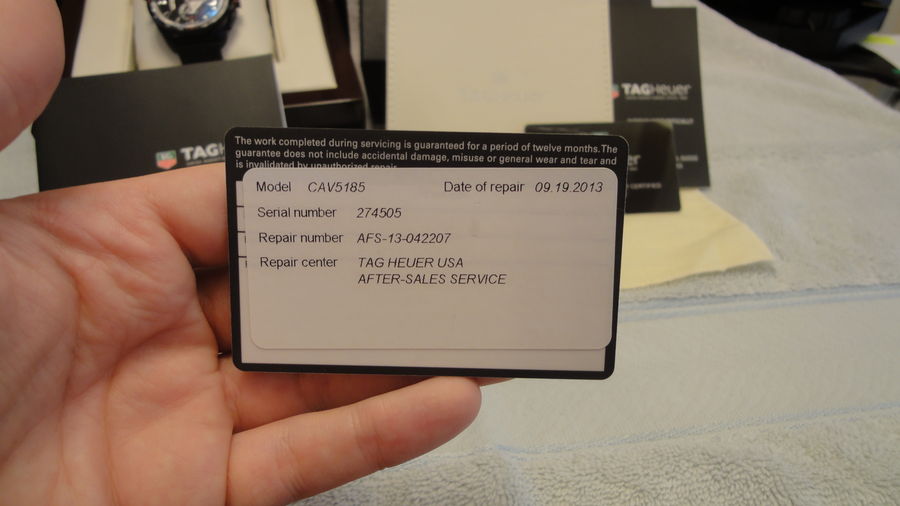 TAGHeuer
TAG
The work completed during servicing is guaranteed for a period of twelve months.The
guarantee does not include accidental damage, misuse or general wear and tear and
is invalidated by unauthorized repair.
Model CAV5185 Date of repair 09.19.2013
Serial number 274505
Repair number AFS-13-042207
Repair center TAG HEUER USA
AFTER-SALES SERVICE
CERTIFIED